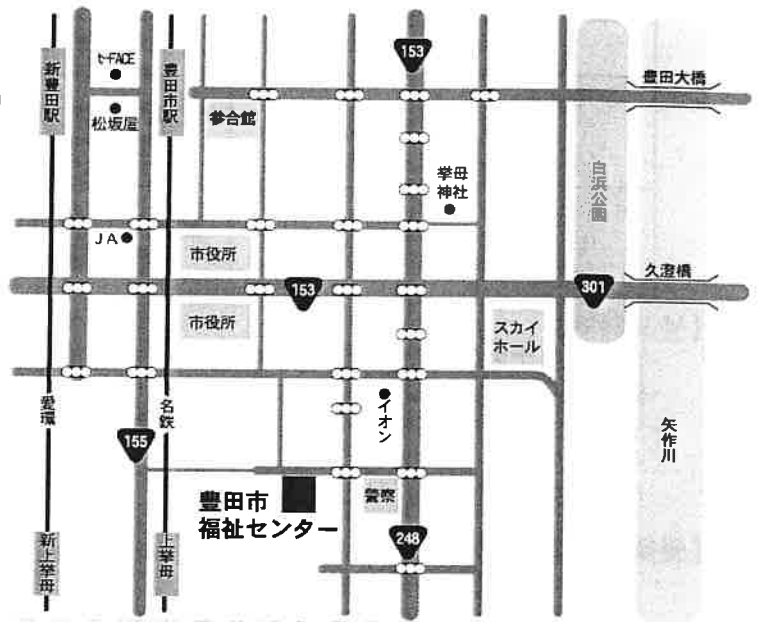 153
t-FACE
新豊田駅
豊田市駅
松坂屋
参合館
豊田大橋
挙母
神社
白浜公園
JA
市役所
久澄橋
153
301
市役所
スカイ
ホール
愛環
名鉄
イオン
155
矢作川
豊田市
福祉センター
警察
新上挙母
上挙母
248